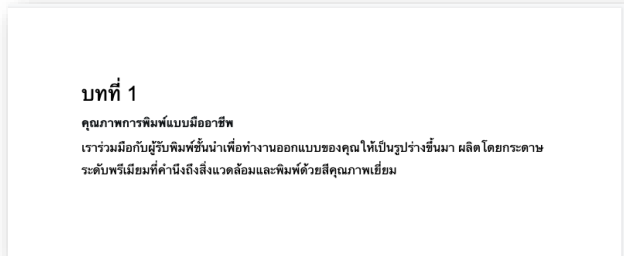 บทที่ 1
คุณภาพการพิมพ์แบบมืออาชีพ
เราร่วมมือกับผู้รับพิมพ์ชั้นนำเพื่อทำงานออกแบบของคุณให้เป็นรูปร่างขึ้นมา ผลิตโดยกระดาษ
ระดับพรีเมียมที่คำนึงถึงสิ่งแวดล้อมและพิมพ์ด้วยสีคุณภาพเยี่ยม